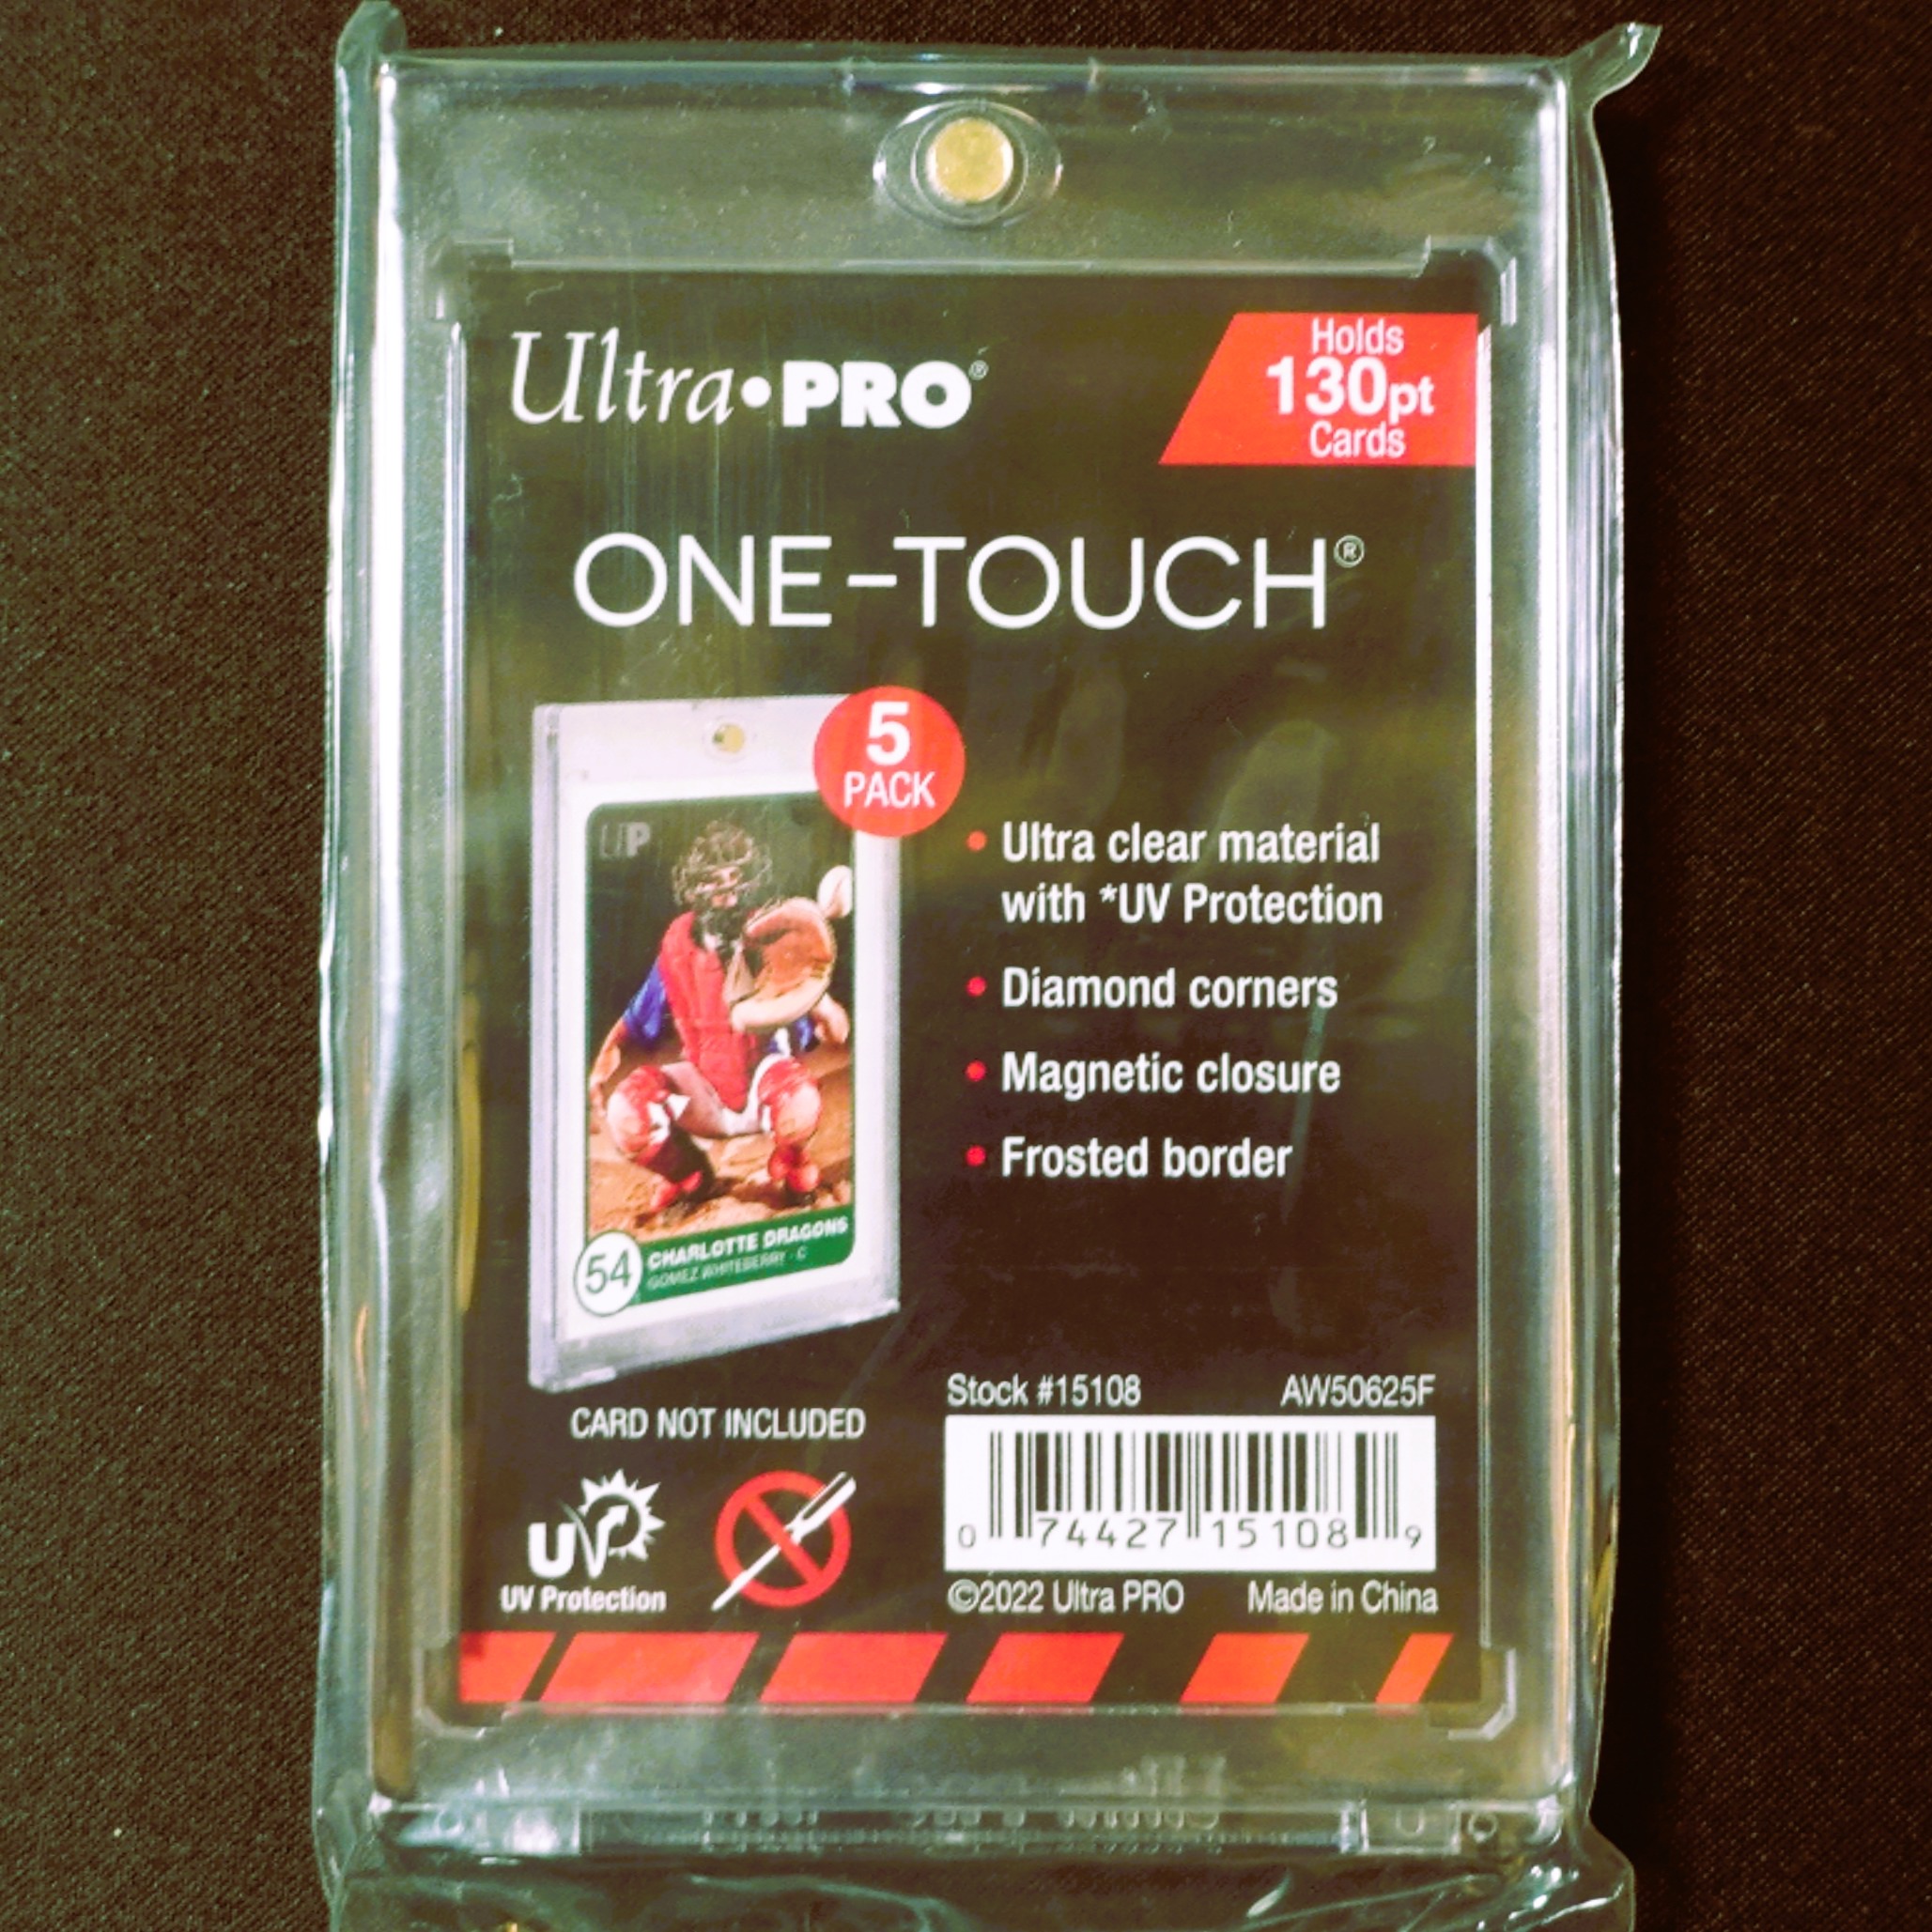 Ultra•PRO®
Holds
130pt
Cards
ONE-TOUCH®
5
PACK
UP
• Ultra clear material
with *UV Protection
• Diamond corners
• Magnetic closure
• Frosted border
54
CHARLOTTE DRAGONS
GOMEZ WHITEBERRY - C
CARD NOT INCLUDED
Stock #15108 AW50625F
0 74427 15108 9
UV
UV Protection
©2022 Ultra PRO Made in China